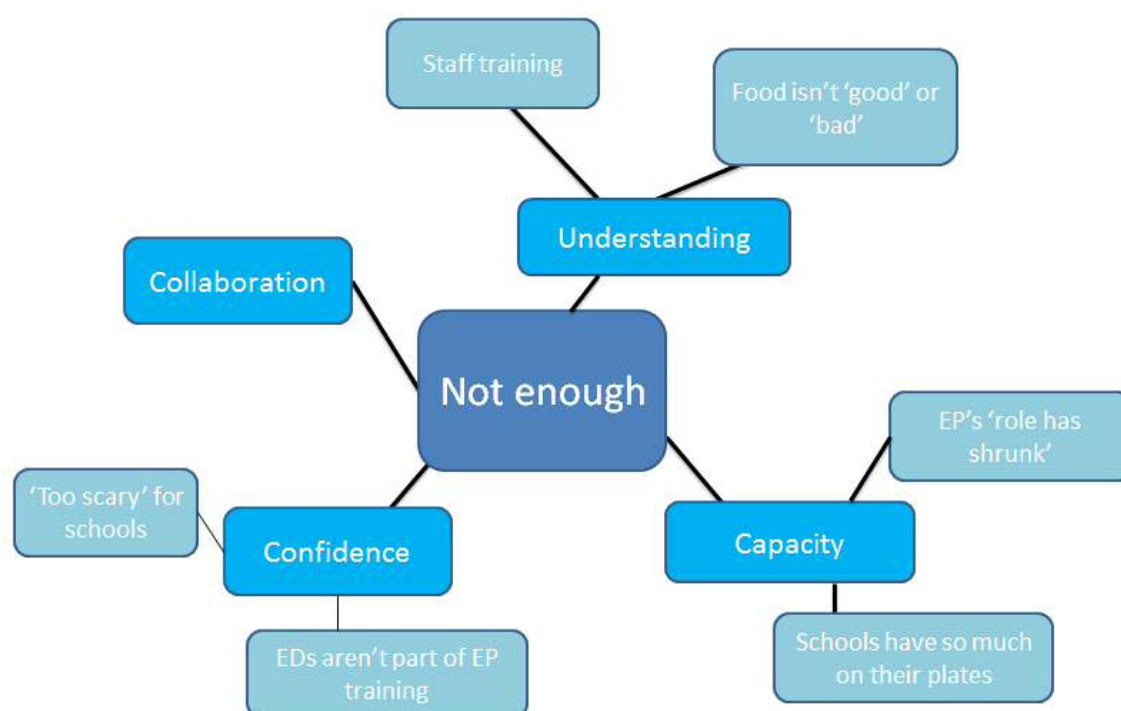 Staff training
Food isn't 'good' or
'bad'
Understanding
Collaboration
Not enough
EP's 'role has
shrunk'
'Too scary' for
schools
Confidence
Capacity
EDs aren't part of EP
training
Schools have so much
on their plates